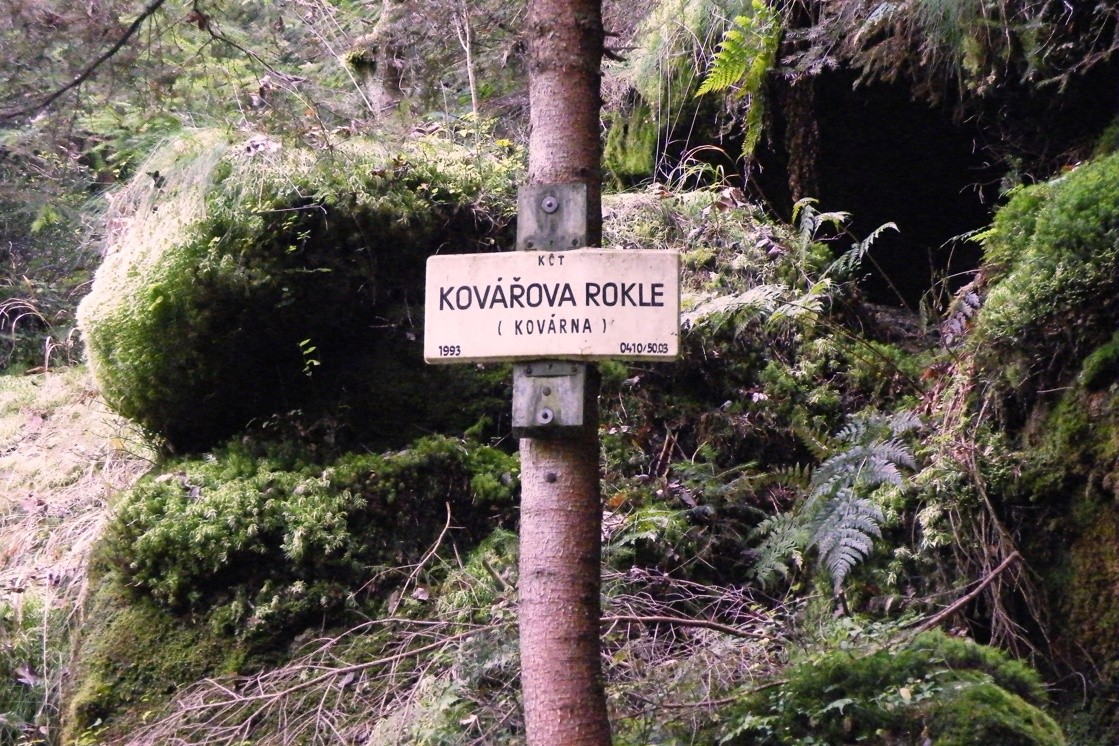 KČT
KOVÁŘOVA ROKLE
( KOVÁRNA )
1993 0410/50.03